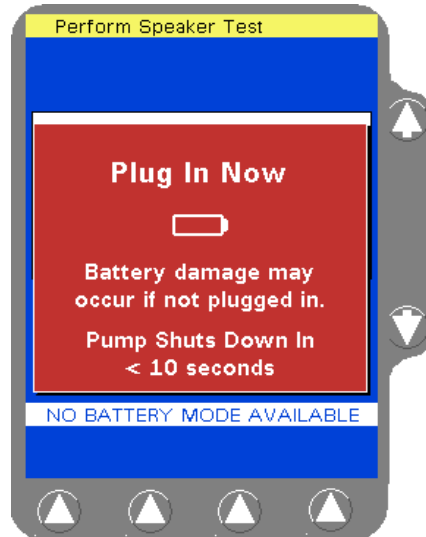 Perform Speaker Test
Plug In Now
Battery damage may
occur if not plugged in.
Pump Shuts Down In
< 10 seconds
NO BATTERY MODE AVAILABLE